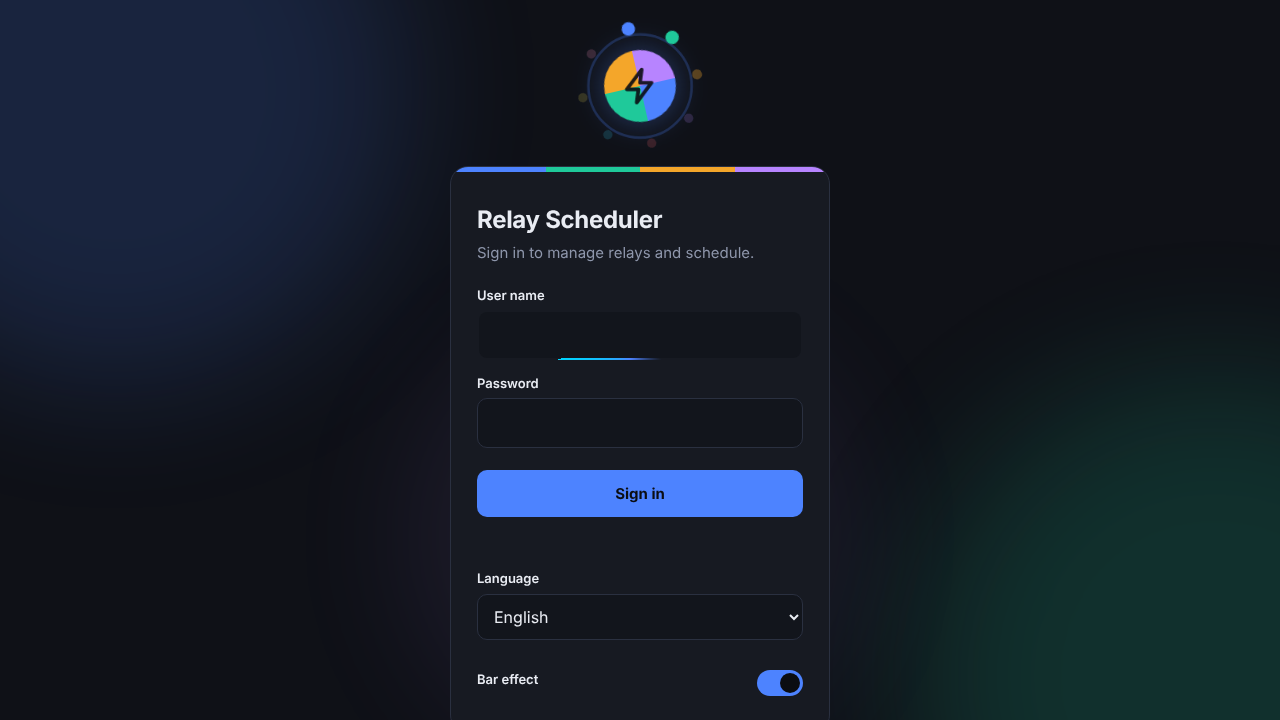 Relay Scheduler
Sign in to manage relays and schedule.
User name
Password
Sign in
Language
English
Bar effect